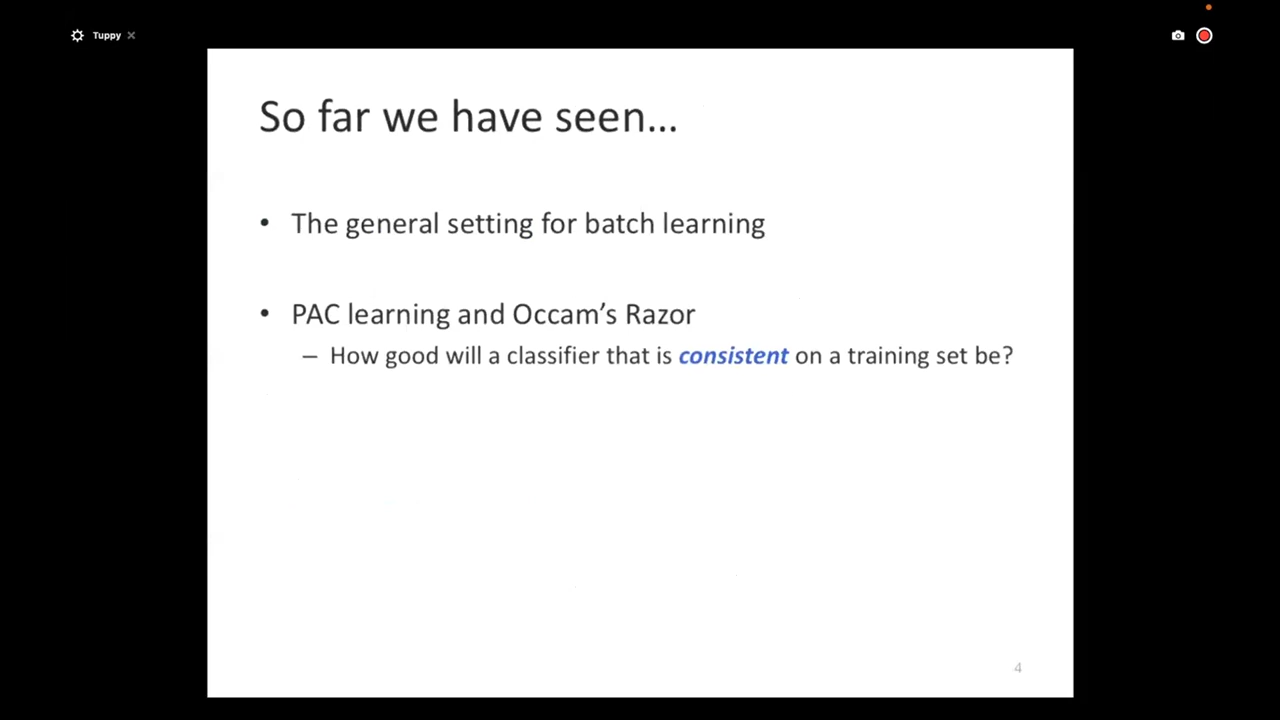 Tuppy ×
So far we have seen…
• The general setting for batch learning
• PAC learning and Occam’s Razor
– How good will a classifier that is consistent on a training set be?
4